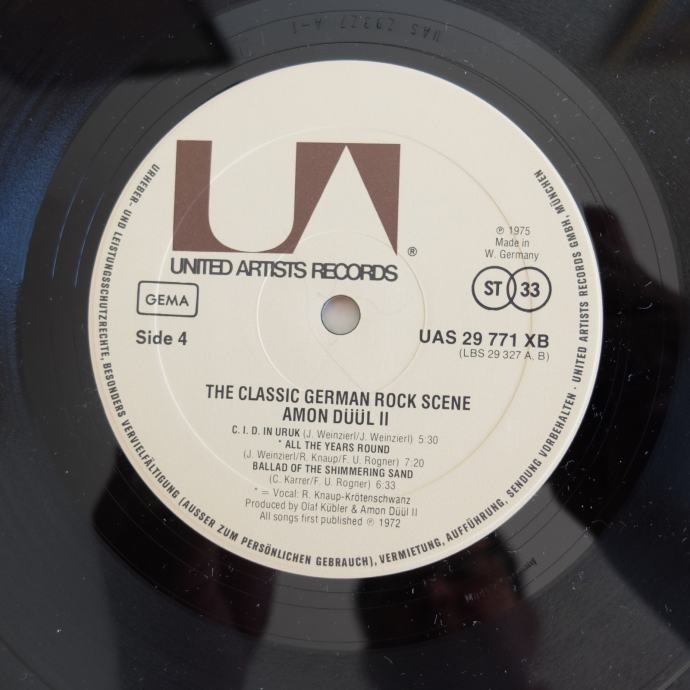 UAS 29327 A-1
UA
UNITED ARTISTS RECORDS ®
℗ 1975
Made in
W. Germany
GEMA
ST 33
Side 4
UAS 29 771 XB
(LBS 29 327 A, B)
THE CLASSIC GERMAN ROCK SCENE
AMON DÜÜL II
C. I. D. IN URUK (J. Weinzierl/J. Weinzierl) 5:30
* ALL THE YEARS ROUND
(J. Weinzierl/R. Knaup/F. U. Rogner) 7:20
BALLAD OF THE SHIMMERING SAND
(C. Karrer/F. U. Rogner) 6:33
* = Vocal: R. Knaup-Krötenschwanz
Produced by Olaf Kübler & Amon Düül II
All songs first published ℗ 1972
URHEBER- UND LEISTUNGSSCHUTZRECHTE, BESONDERS VERVIELFÄLTIGUNG (AUSSER ZUM PERSÖNLICHEN GEBRAUCH), VERMIETUNG, AUFFÜHRUNG, SENDUNG VORBEHALTEN · UNITED ARTISTS RECORDS GMBH, MÜNCHEN